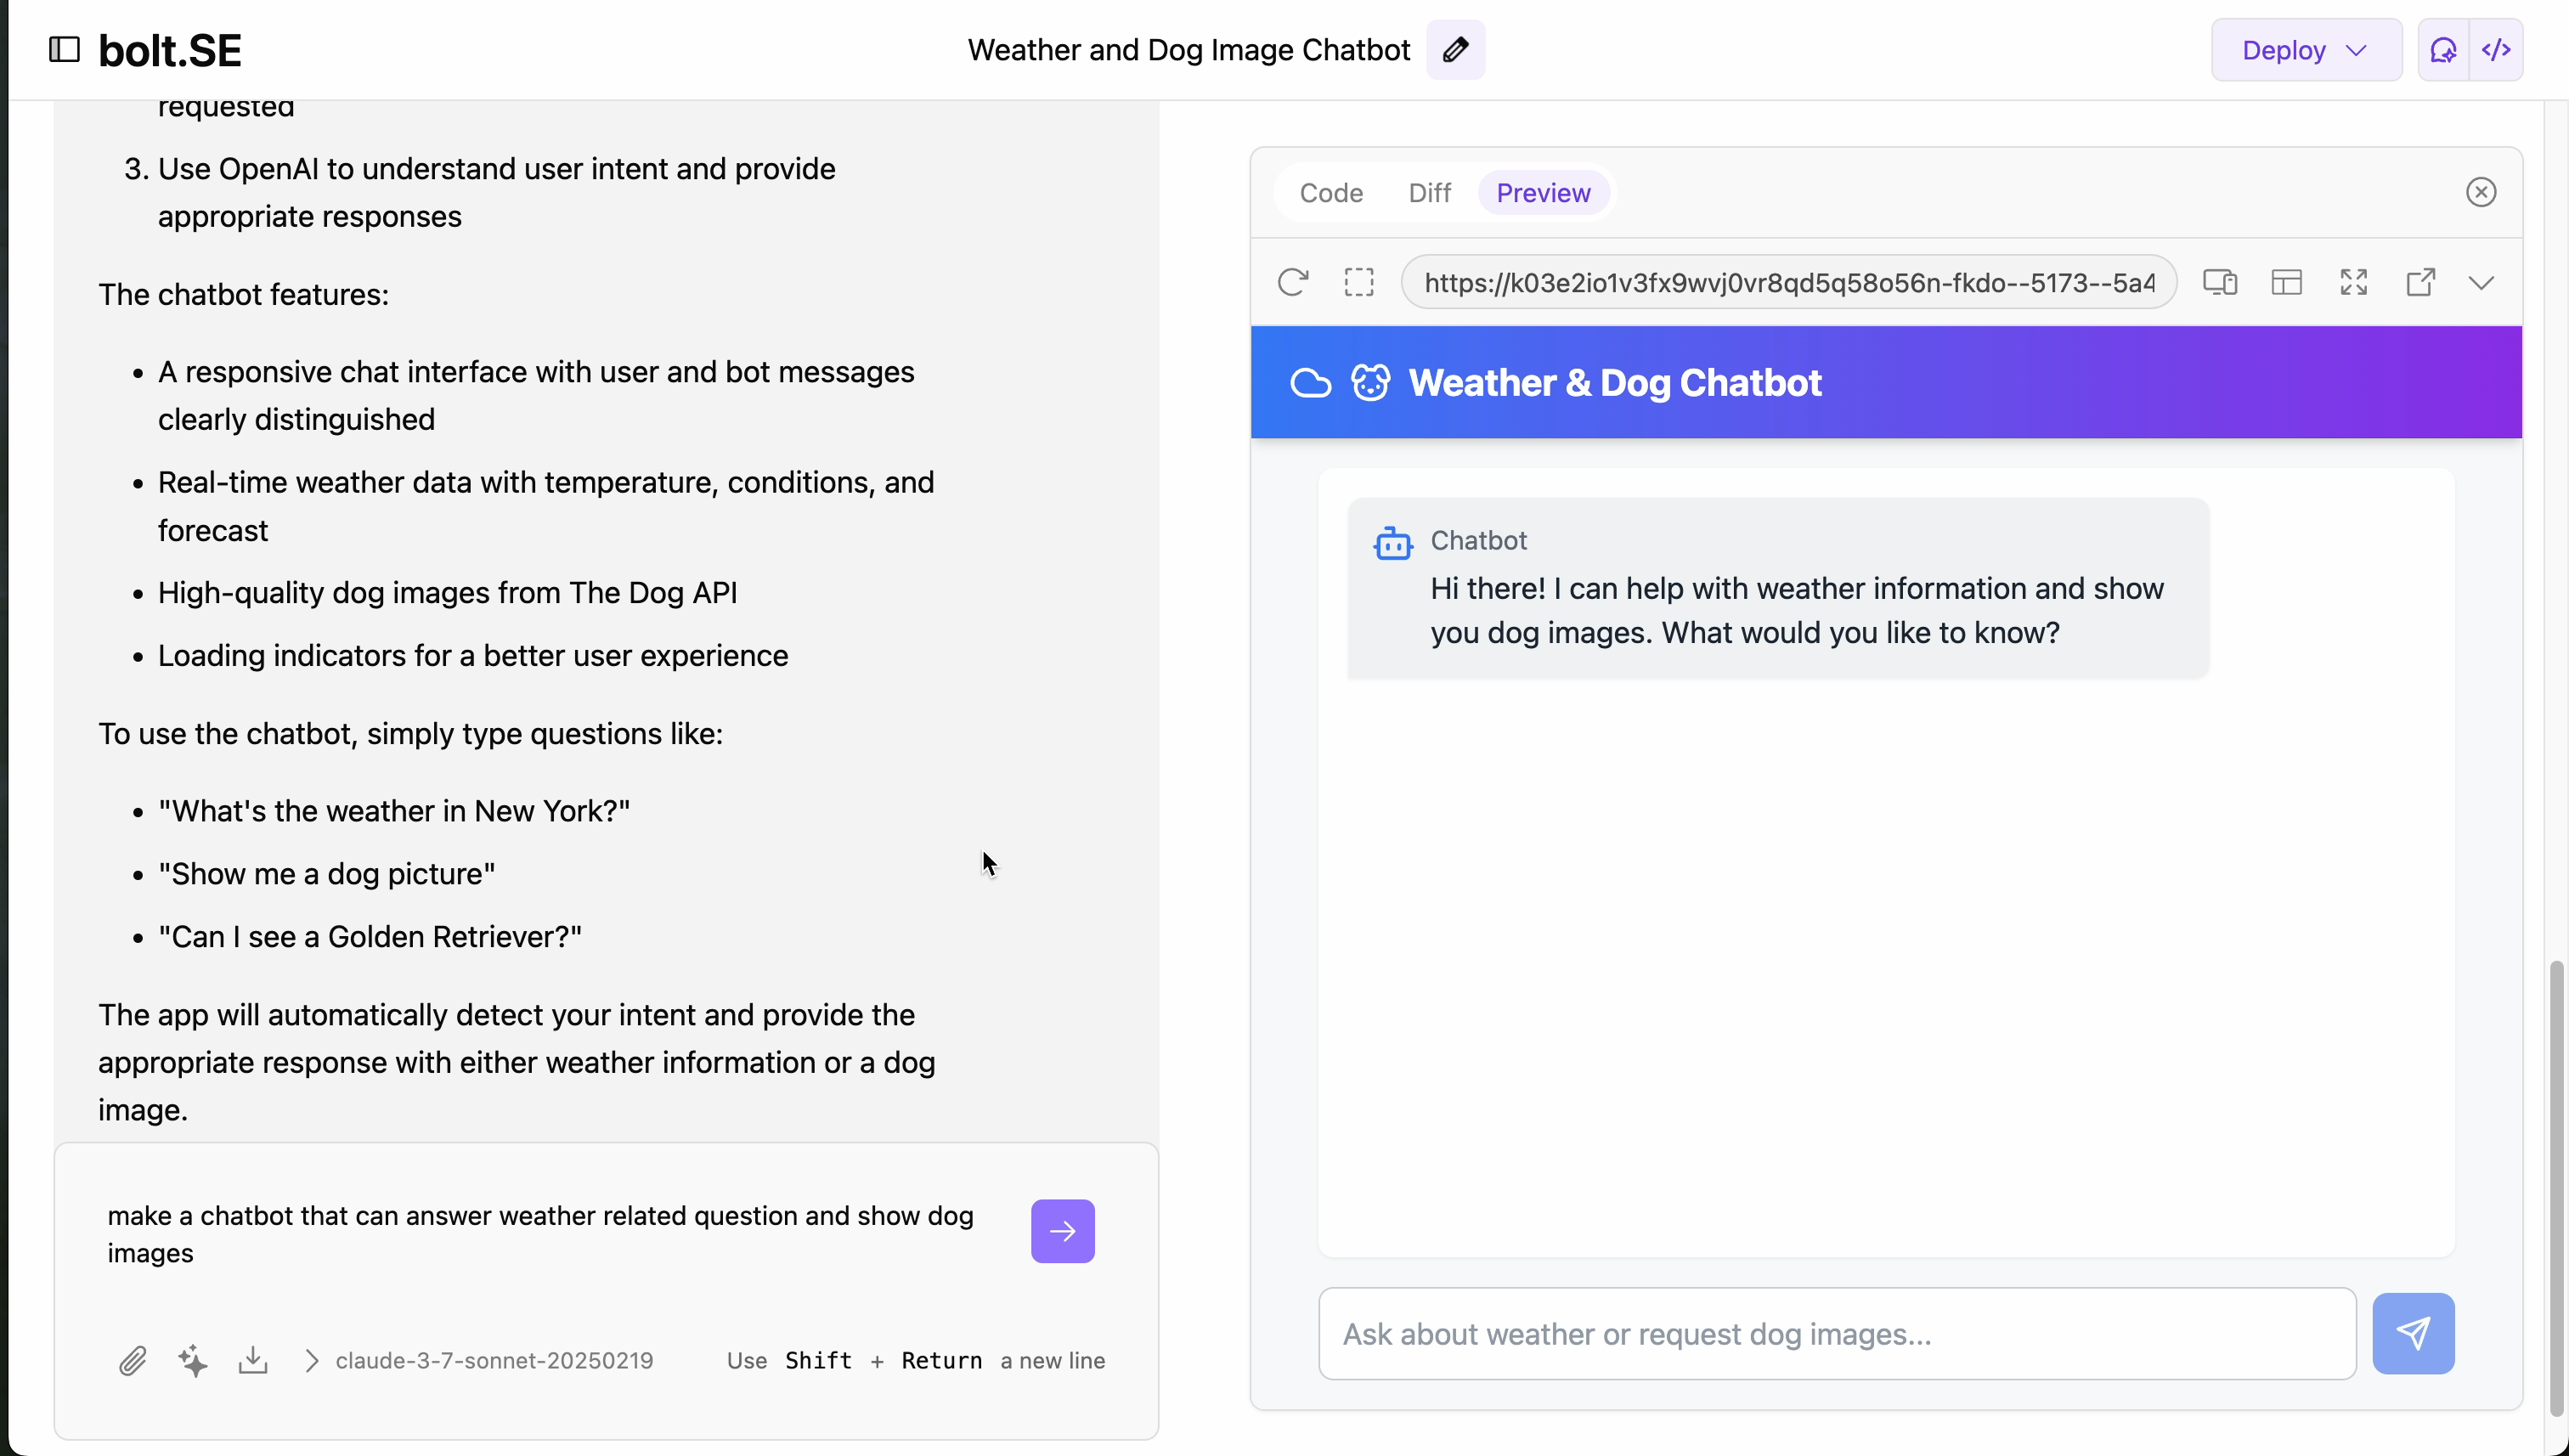 bolt.SE
Weather and Dog Image Chatbot
Deploy
requested
3. Use OpenAI to understand user intent and provide
appropriate responses
The chatbot features:
• A responsive chat interface with user and bot messages
clearly distinguished
• Real-time weather data with temperature, conditions, and
forecast
• High-quality dog images from The Dog API
• Loading indicators for a better user experience
To use the chatbot, simply type questions like:
• "What's the weather in New York?"
• "Show me a dog picture"
• "Can I see a Golden Retriever?"
The app will automatically detect your intent and provide the
appropriate response with either weather information or a dog
image.
make a chatbot that can answer weather related question and show dog
images
claude-3-7-sonnet-20250219
Use Shift + Return a new line
Code Diff Preview
https://k03e2io1v3fx9wvj0vr8qd5q58o56n-fkdo--5173--5a4
Weather & Dog Chatbot
Chatbot
Hi there! I can help with weather information and show
you dog images. What would you like to know?
Ask about weather or request dog images...